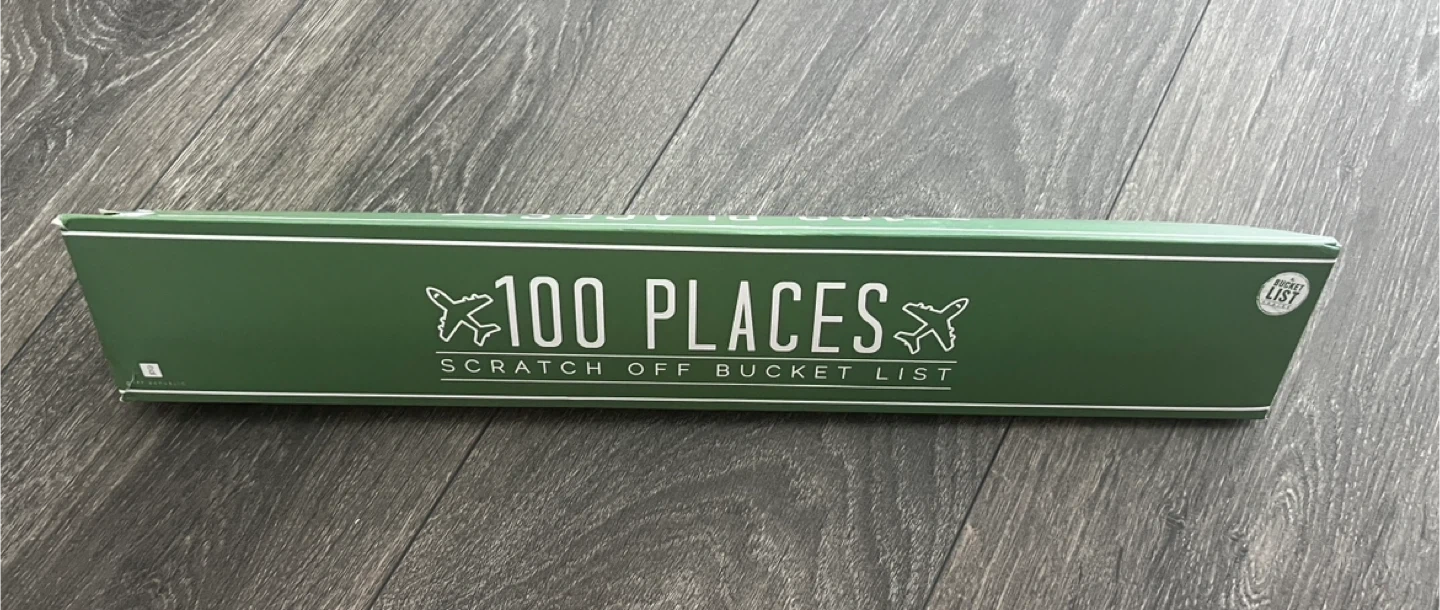 100 PLACES
SCRATCH OFF BUCKET LIST
BUCKET
LIST